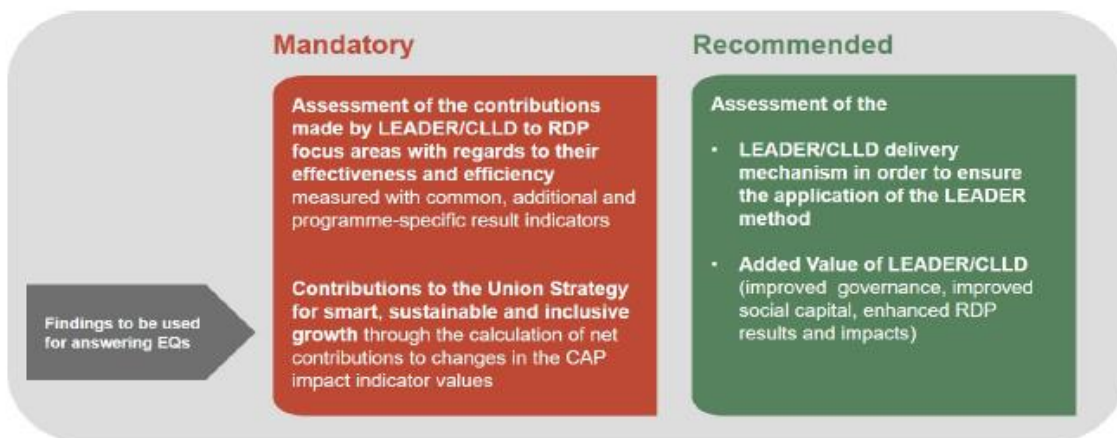 Mandatory
Assessment of the contributions
made by LEADER/CLLD to RDP
focus areas with regards to their
effectiveness and efficiency
measured with common, additional and
programme-specific result indicators
Contributions to the Union Strategy
for smart, sustainable and inclusive
growth through the calculation of net
contributions to changes in the CAP
impact indicator values
Recommended
Assessment of the
• LEADER/CLLD delivery
mechanism in order to ensure
the application of the LEADER
method
• Added Value of LEADER/CLLD
(improved governance, improved
social capital, enhanced RDP
results and impacts)
Findings to be used
for answering EQs